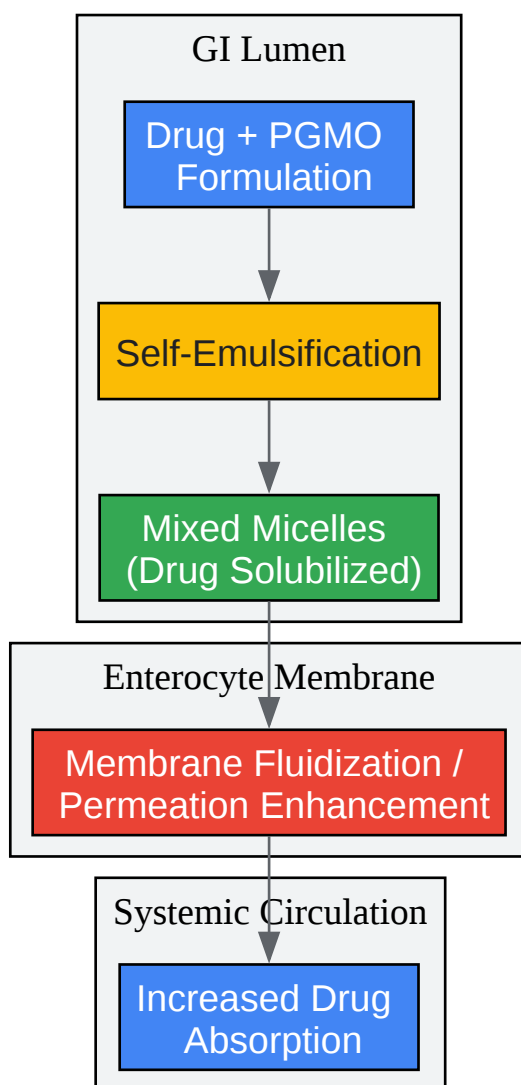 GI Lumen
Drug + PGMO
Formulation
Self-Emulsification
Mixed Micelles
(Drug Solubilized)
Enterocyte Membrane
Membrane Fluidization /
Permeation Enhancement
Systemic Circulation
Increased Drug
Absorption